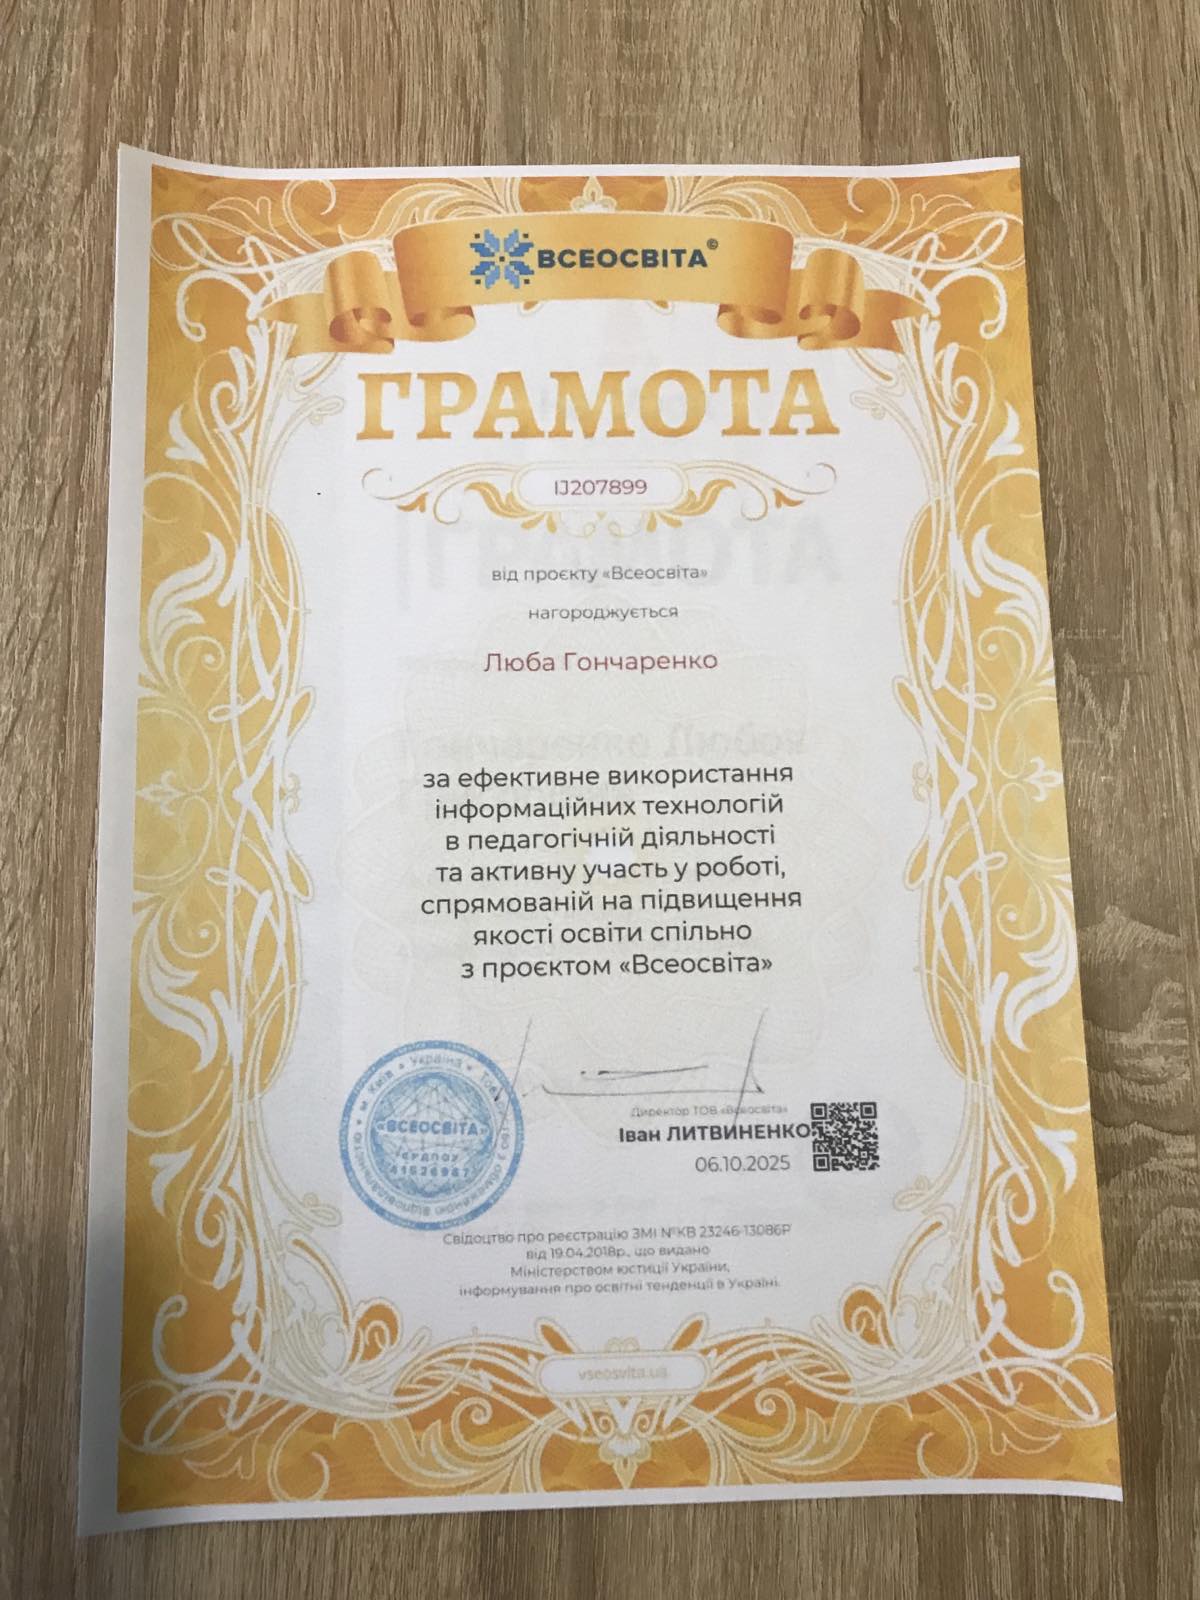 ВСЕОСВІТА©
ГРАМОТА
IJ207899
від проєкту «Всеосвіта»
нагороджується
Люба Гончаренко
за ефективне використання
інформаційних технологій
в педагогічній діяльності
та активну участь у роботі,
спрямованій на підвищення
якості освіти спільно
з проєктом «Всеосвіта»
Директор ТОВ «Всеосвіта»
Іван ЛИТВИНЕНКО
06.10.2025
м. Київ * Україна *
«ВСЕОСВІТА»
Свідоцтво про реєстрацію ЗМІ №КВ 23246-13086Р
від 19.04.2018р., що видано
Міністерством юстиції України,
інформування про освітні тенденції в Україні.
vseosvita.ua